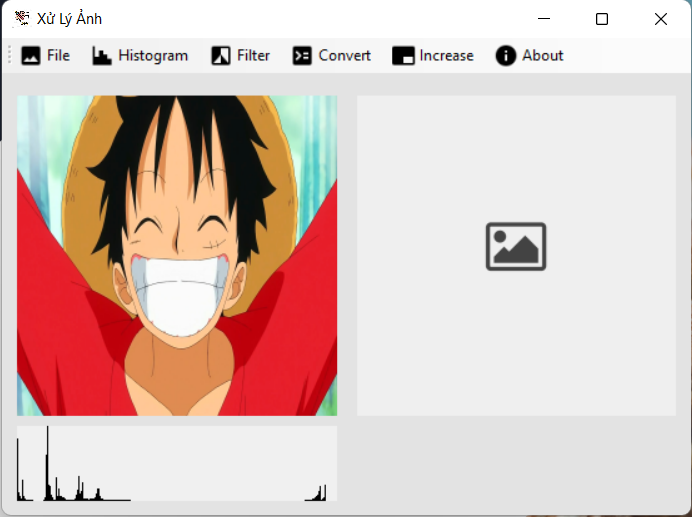 Xử Lý Ảnh
File Histogram Filter Convert Increase About